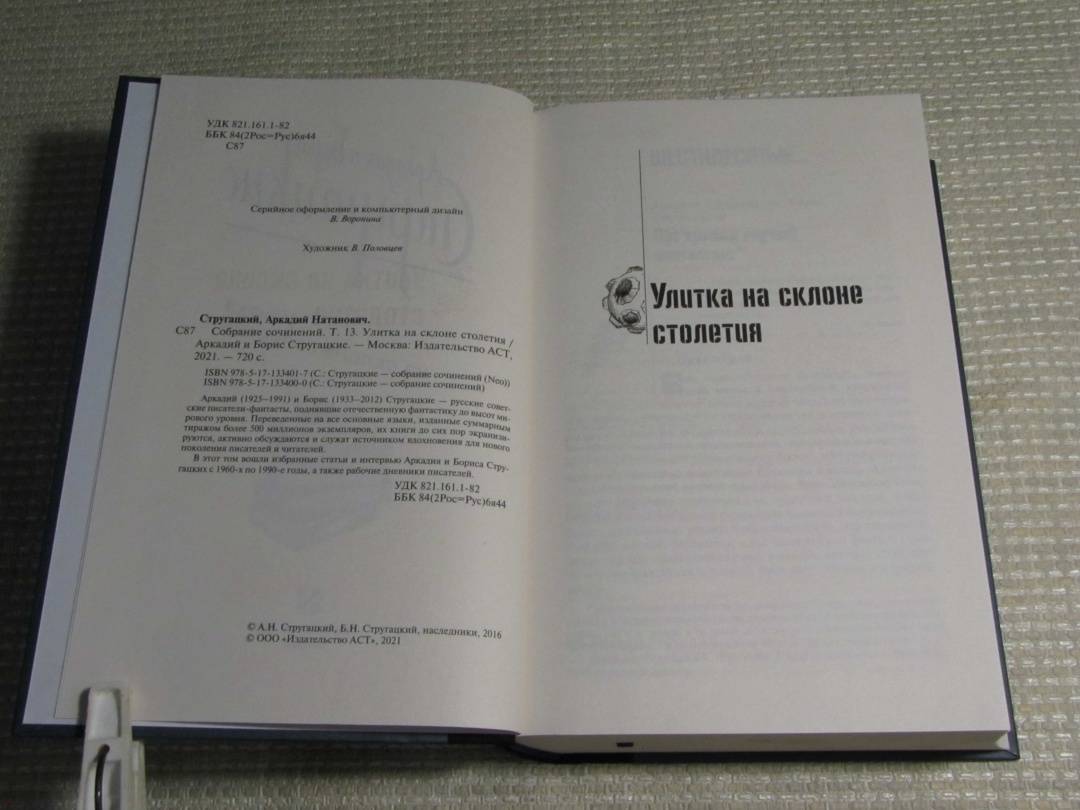 УДК 821.161.1-82
ББК 84(2Рос=Рус)6я44
С87
Серийное оформление и компьютерный дизайн
В. Воронина
Художник В. Половцев
Стругацкий, Аркадий Натанович.
С87 Собрание сочинений. Т. 13. Улитка на склоне столетия /
Аркадий и Борис Стругацкие. — Москва: Издательство АСТ,
2021. — 720 с.
ISBN 978-5-17-133401-7 (С.: Стругацкие — собрание сочинений (Neo))
ISBN 978-5-17-133400-0 (С.: Стругацкие — собрание сочинений)
Аркадий (1925–1991) и Борис (1933–2012) Стругацкие — русские совет-
ские писатели-фантасты, поднявшие отечественную фантастику до высот ми-
рового уровня. Переведенные на все основные языки, изданные суммарным
тиражом более 500 миллионов экземпляров, их книги до сих пор экранизи-
руются, активно обсуждаются и служат источником вдохновения для нового
поколения писателей и читателей.
В этот том вошли избранные статьи и интервью Аркадия и Бориса Стру-
гацких с 1960-х по 1990-е годы, а также рабочие дневники писателей.
УДК 821.161.1-82
ББК 84(2Рос=Рус)6я44
© А.Н. Стругацкий, Б.Н. Стругацкий, наследники, 2016
© ООО «Издательство АСТ», 2021
Улитка на склоне
столетия